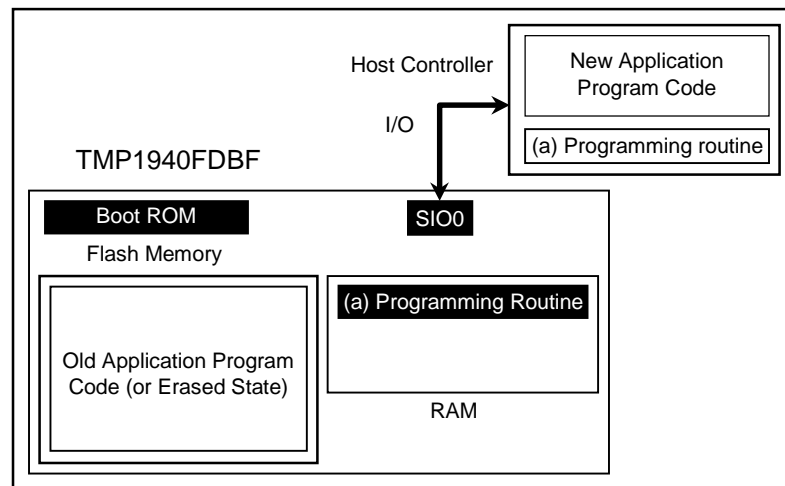 Host Controller
New Application
Program Code
I/O
(a) Programming routine
TMP1940FDBF
Boot ROM
SIO0
Flash Memory
(a) Programming Routine
Old Application Program
Code (or Erased State)
RAM